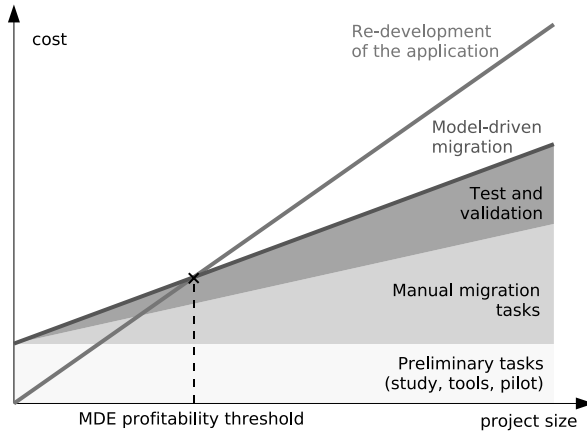 cost
Re-development
of the application
Model-driven
migration
Test and
validation
Manual migration
tasks
Preliminary tasks
(study, tools, pilot)
MDE profitability threshold
project size